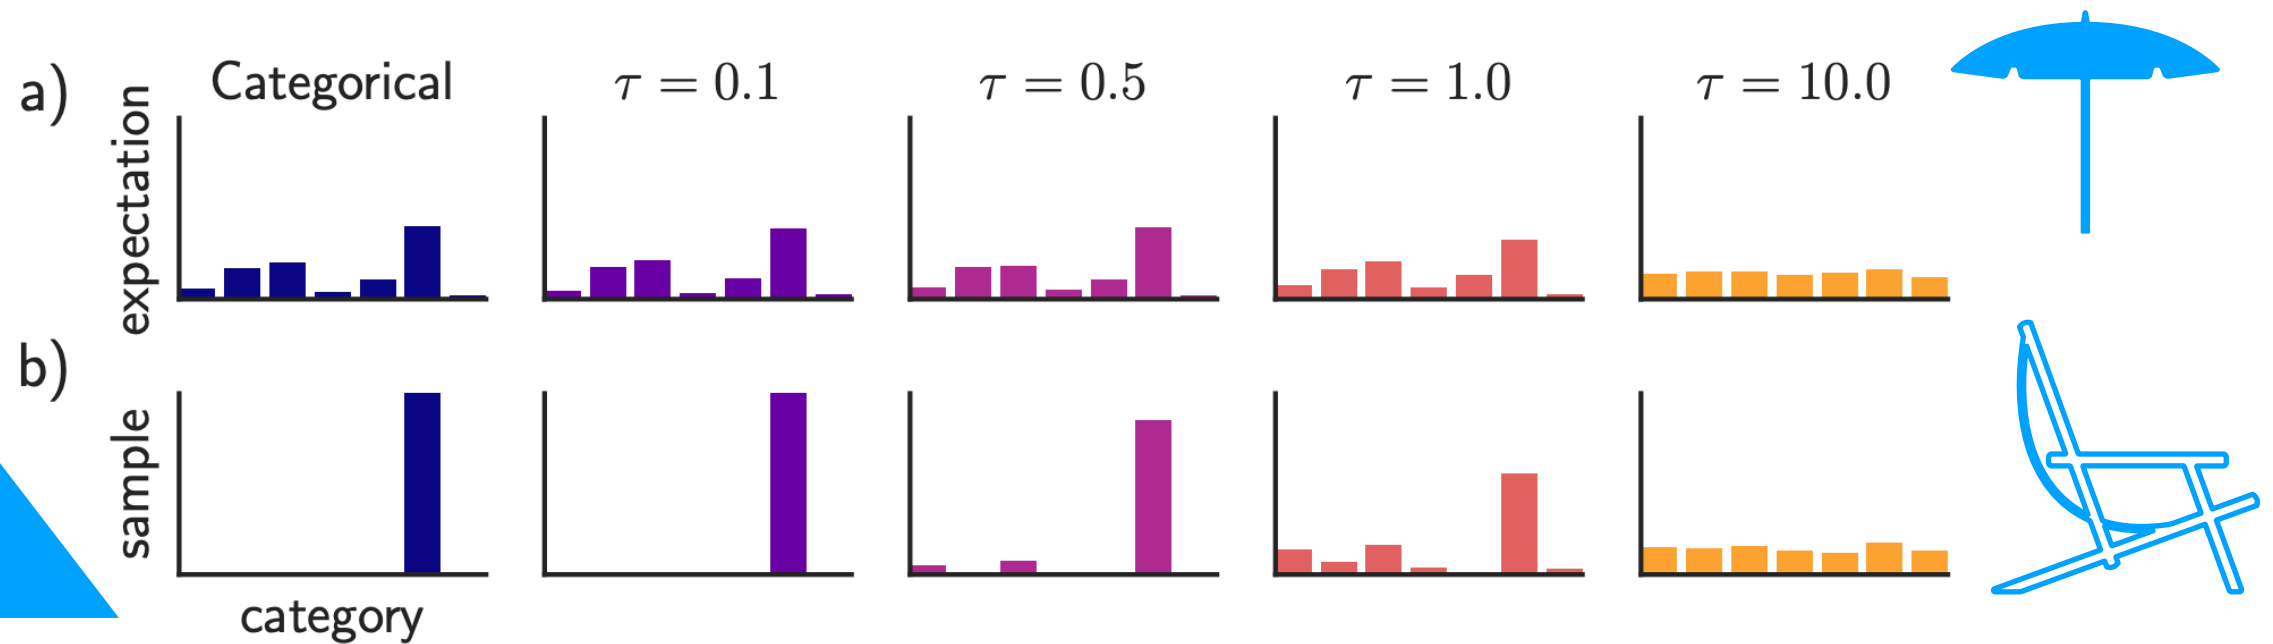 a)
Categorical
τ = 0.1
τ = 0.5
τ = 1.0
τ = 10.0
expectation
b)
sample
category